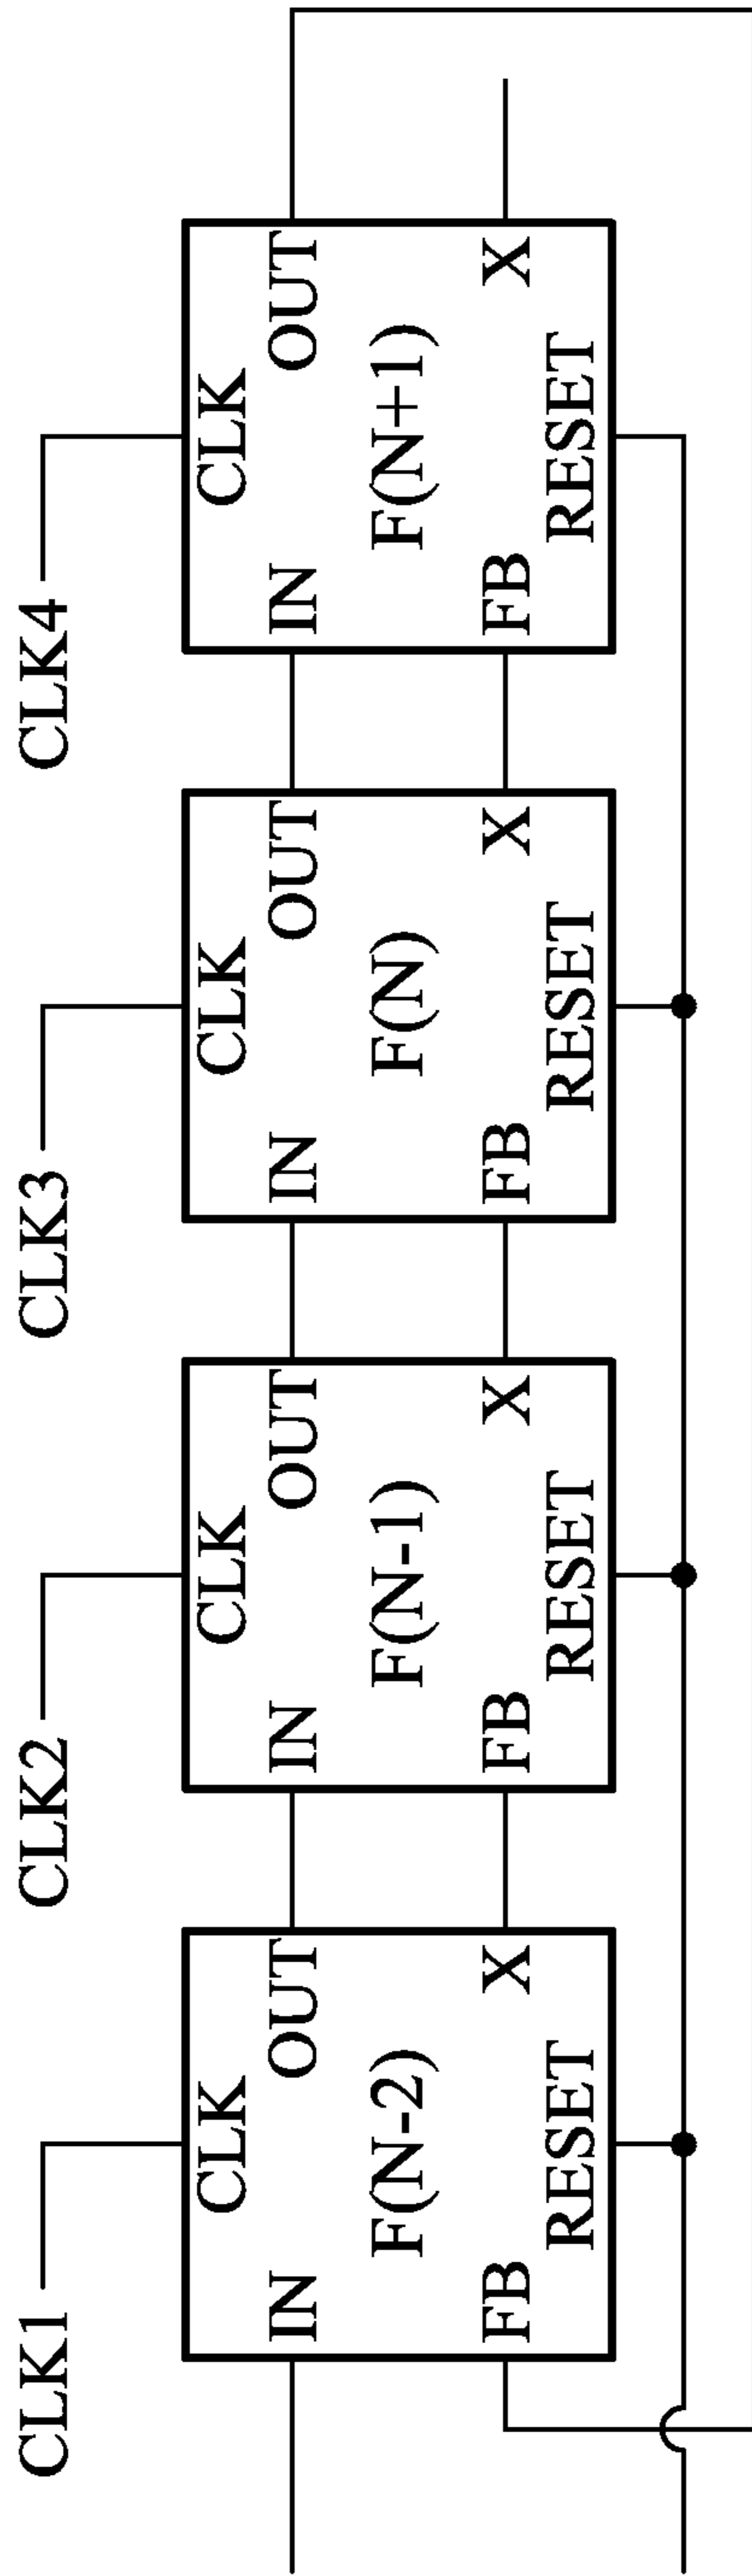 CLK1
CLK2
CLK3
CLK4
CLK
IN
OUT
F(N-2)
FB
X
RESET
CLK
IN
OUT
F(N-1)
FB
X
RESET
CLK
IN
OUT
F(N)
FB
X
RESET
CLK
IN
OUT
F(N+1)
FB
X
RESET